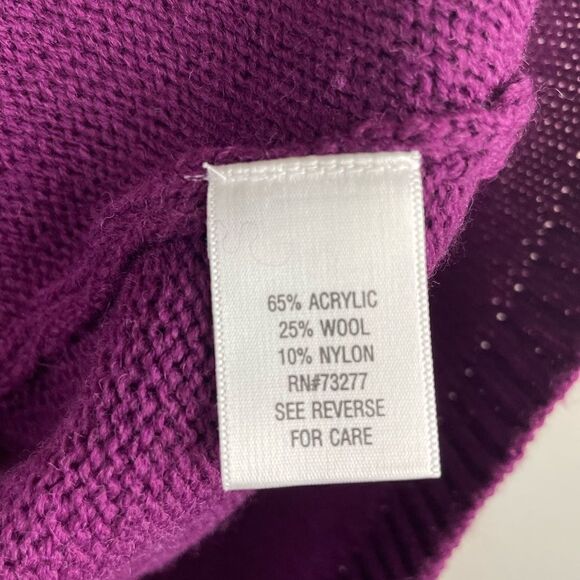 65% ACRYLIC
25% WOOL
10% NYLON
RN#73277
SEE REVERSE
FOR CARE